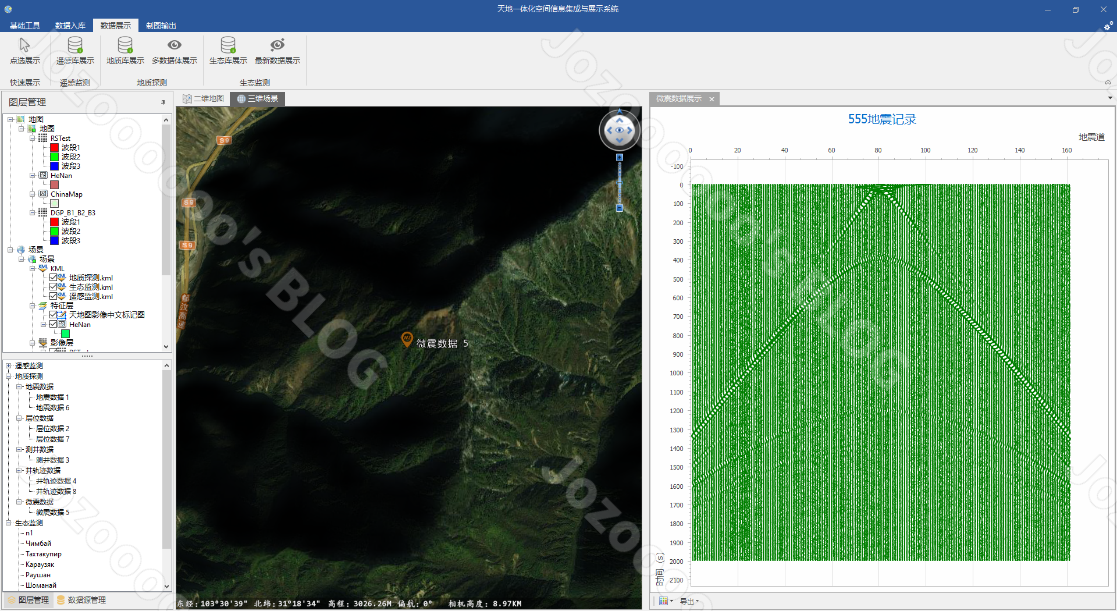 天地一体化空间信息集成与展示系统
基础工具 数据入库 数据展示 制图输出
点选展示 遥感库展示 地质库展示 多数据体展示 生态库展示 最新数据展示
快速展示 遥感监测 地质探测 生态监测
图层管理
地图
地图
RSTest
波段1
波段2
波段3
HeNan
ChinaMap
DGP_B1_B2_B3
波段1
波段2
波段3
场景
场景
KML
地质探测.kml
生态监测.kml
遥感监测.kml
特征层
天地图影像中文标记图
HeNan
影像层
遥感监测
地质探测
地震数据
地震数据 1
地震数据 6
层位数据
层位数据 2
层位数据 7
测井数据
测井数据 3
井轨迹数据
井轨迹数据 4
井轨迹数据 8
微震数据
微震数据 5
生态监测
n1
Чимбай
Тахтакупир
Караузяк
Раушан
Шоманай
图层管理 数据源管理
二维地图 三维场景
微震数据 5
东经:103°30'39" 北纬:31°18'34" 高程: 3026.26M 偏航: 0° 相机高度: 8.97KM
微震数据展示
555地震记录
地震道
0 20 40 60 80 100 120 140 160
-100
0
100
200
300
400
500
600
700
800
900
1000
1100
1200
1300
1400
1500
1600
1700
1800
1900
2000
2100
时间 (s)
导出
Jozooo's BLOG